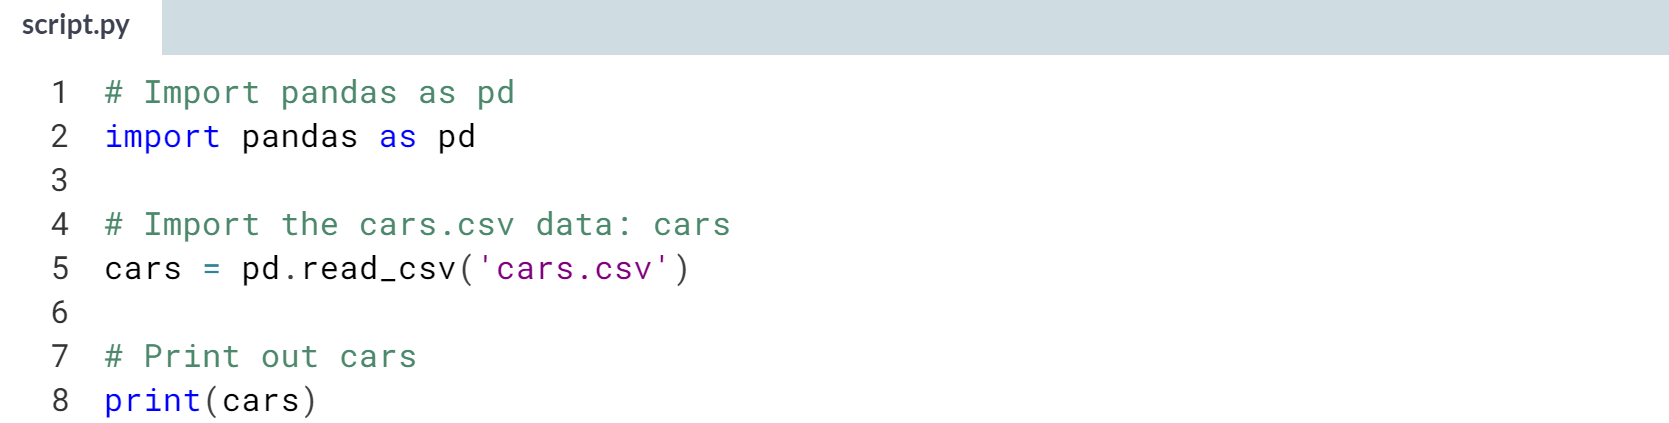 script.py
1 # Import pandas as pd
2 import pandas as pd
3
4 # Import the cars.csv data: cars
5 cars = pd.read_csv('cars.csv')
6
7 # Print out cars
8 print(cars)